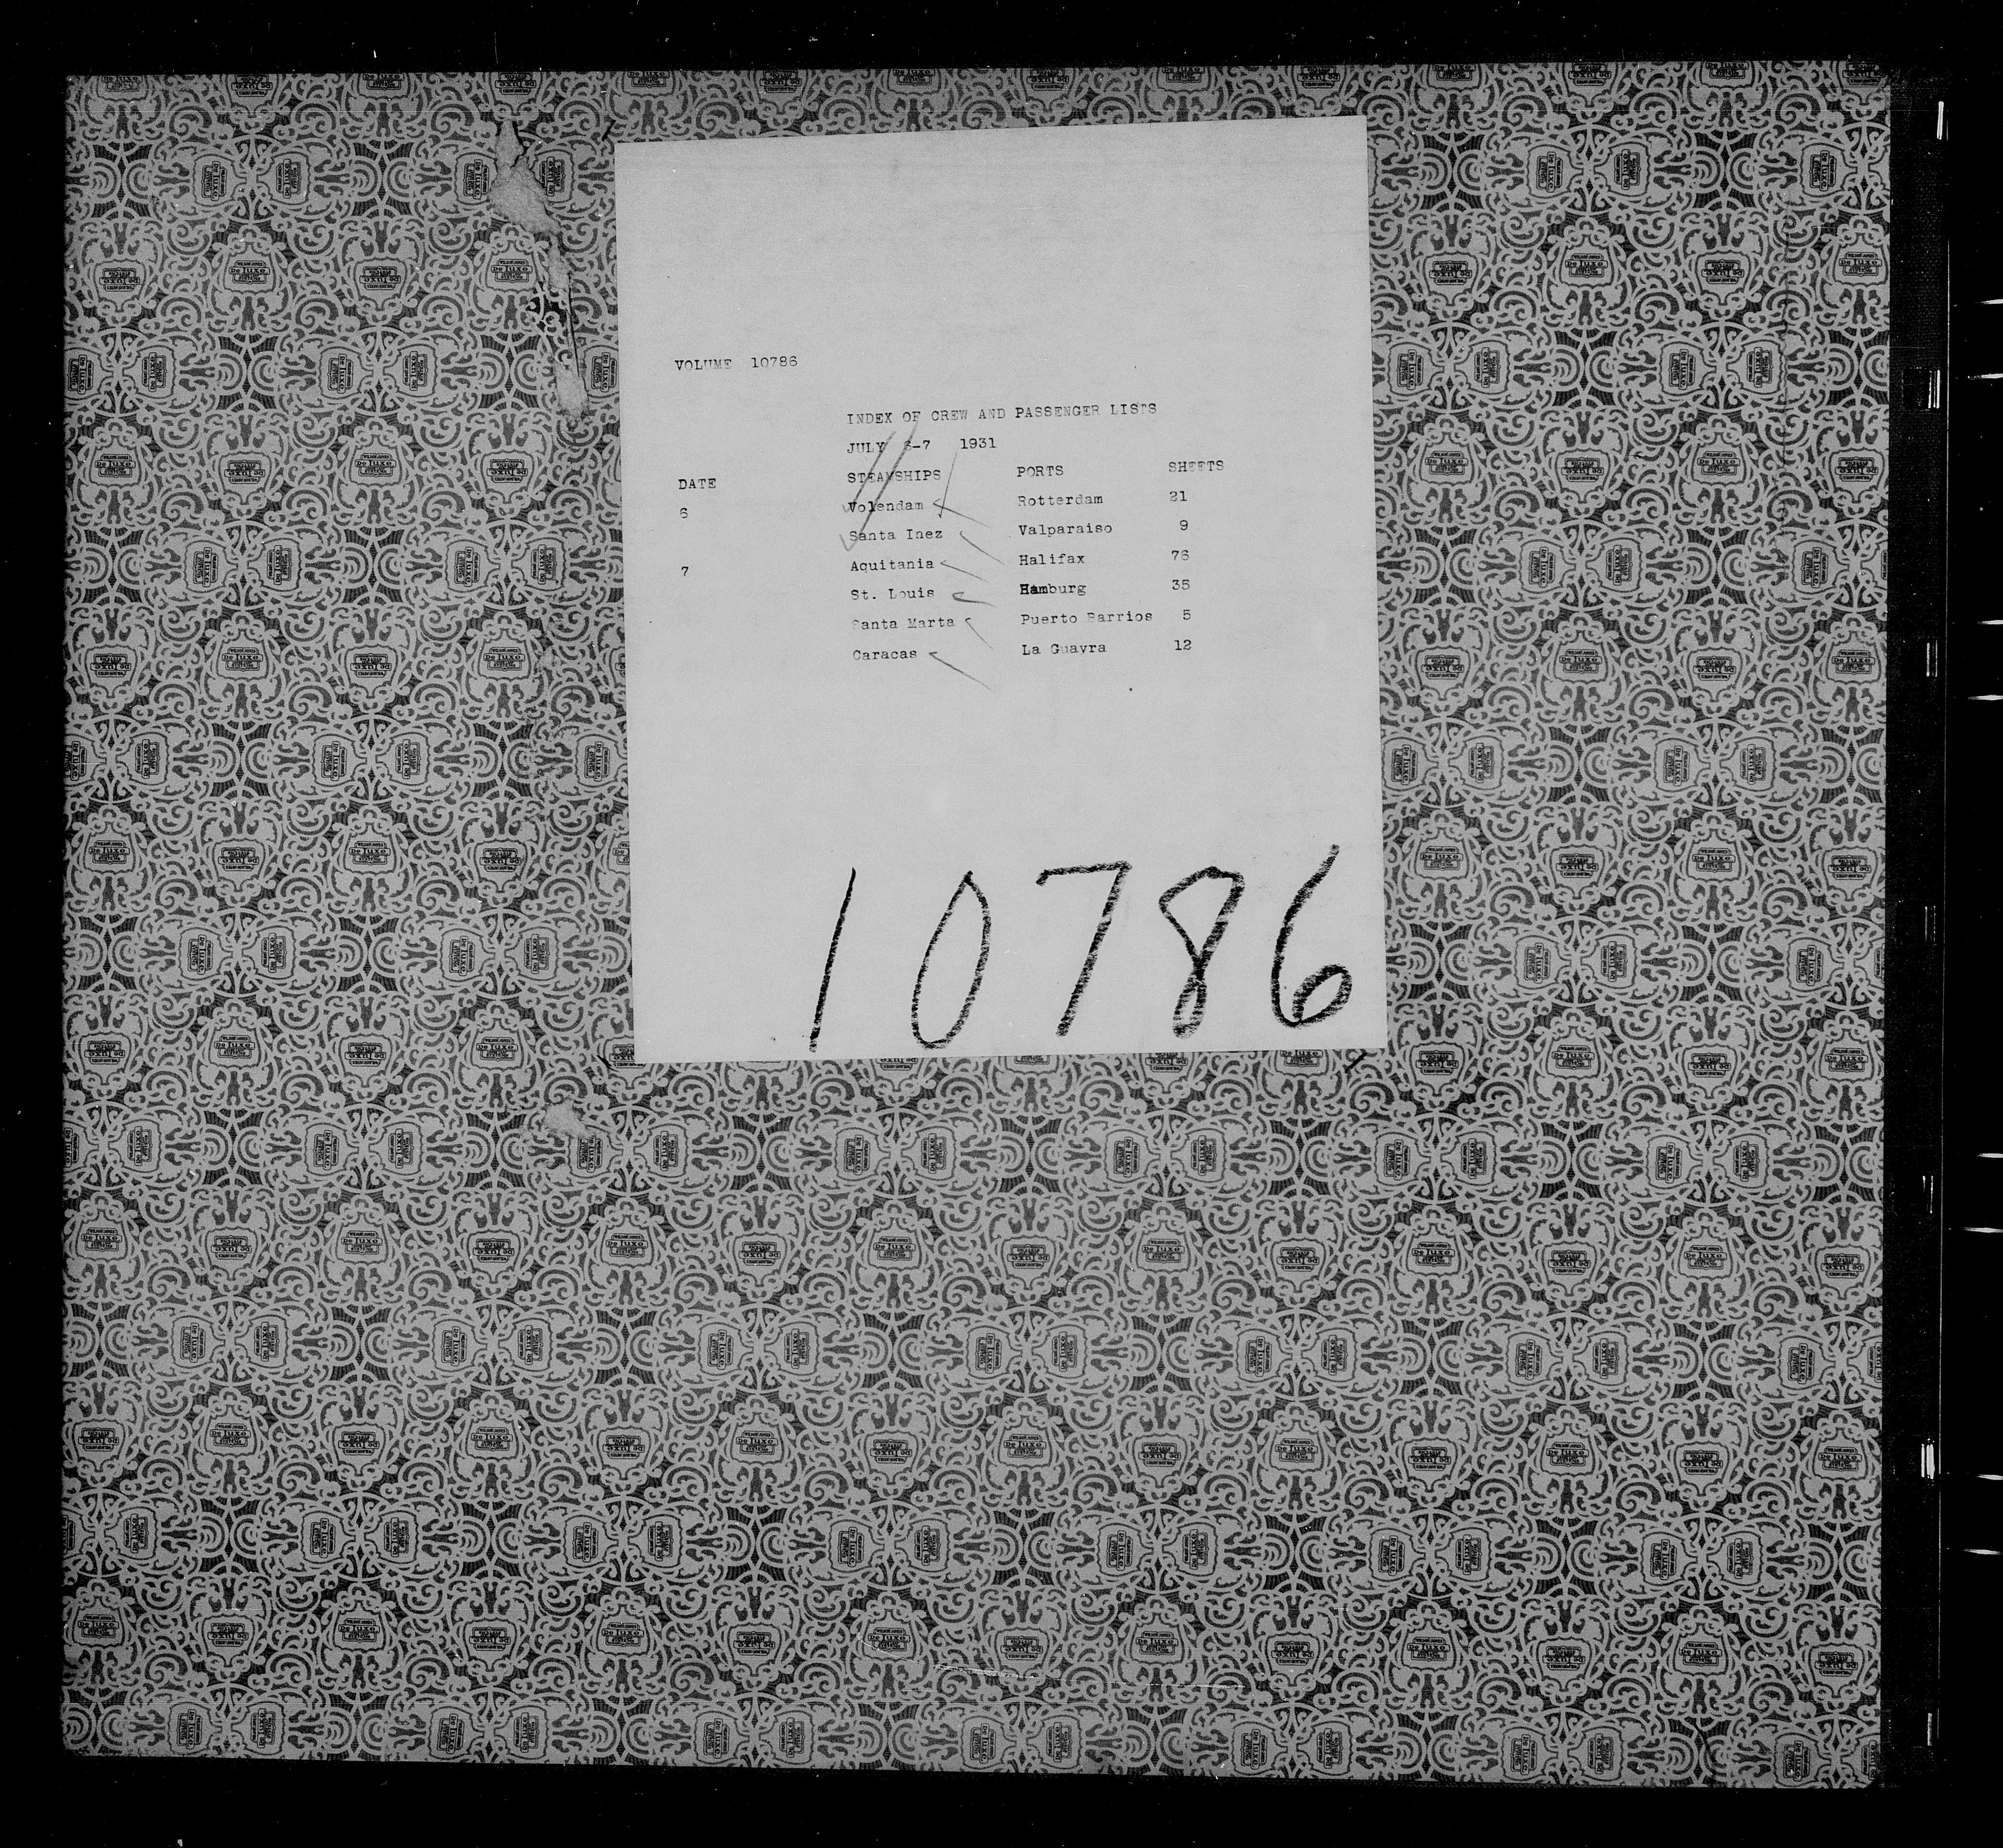 VOLUME 10786
INDEX OF CREW AND PASSENGER LISTS
JULY 6-7 1931
DATE STEAMSHIPS PORTS SHEETS
6 Volendam Rotterdam 21
Santa Inez Valparaiso 9
7 Aquitania Halifax 76
St. Louis Hamburg 35
Santa Marta Puerto Barrios 5
Caracas La Guayra 12
10786